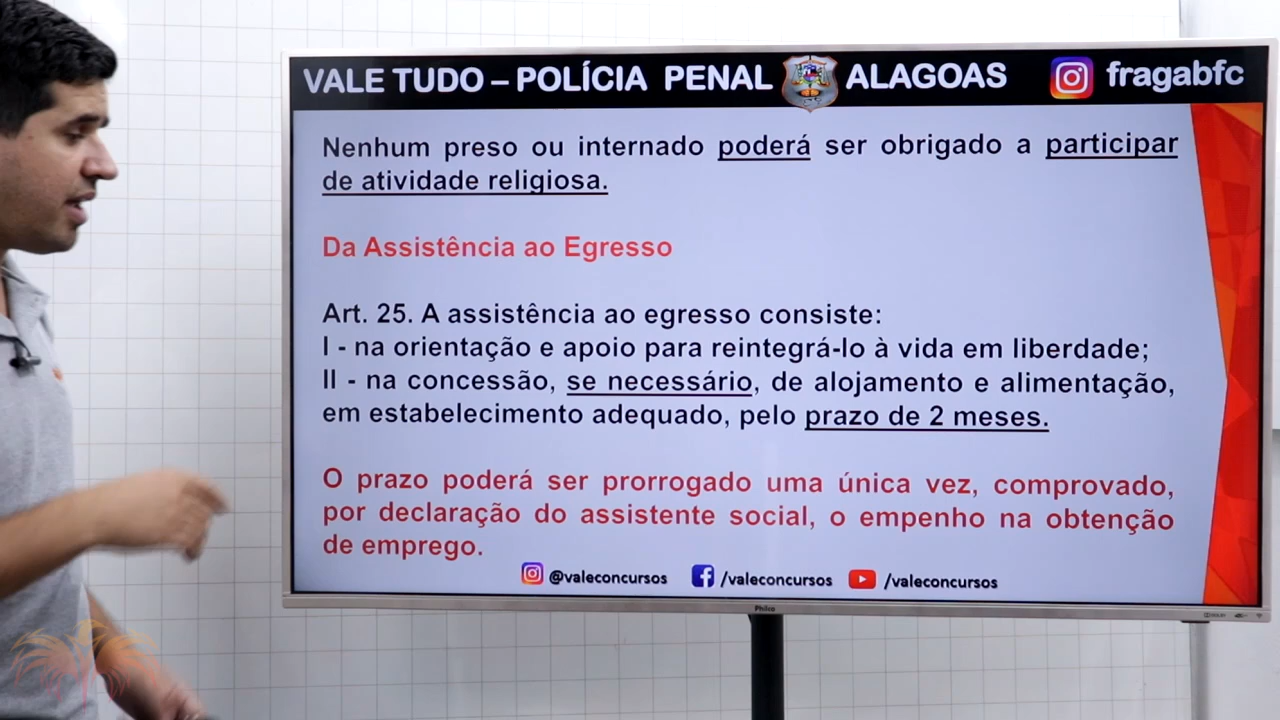 VALE TUDO – POLÍCIA PENAL ALAGOAS fragabfc
Nenhum preso ou internado poderá ser obrigado a participar
de atividade religiosa.
Da Assistência ao Egresso
Art. 25. A assistência ao egresso consiste:
I - na orientação e apoio para reintegrá-lo à vida em liberdade;
II - na concessão, se necessário, de alojamento e alimentação,
em estabelecimento adequado, pelo prazo de 2 meses.
O prazo poderá ser prorrogado uma única vez, comprovado,
por declaração do assistente social, o empenho na obtenção
de emprego.
@valeconcursos /valeconcursos /valeconcursos
Philco